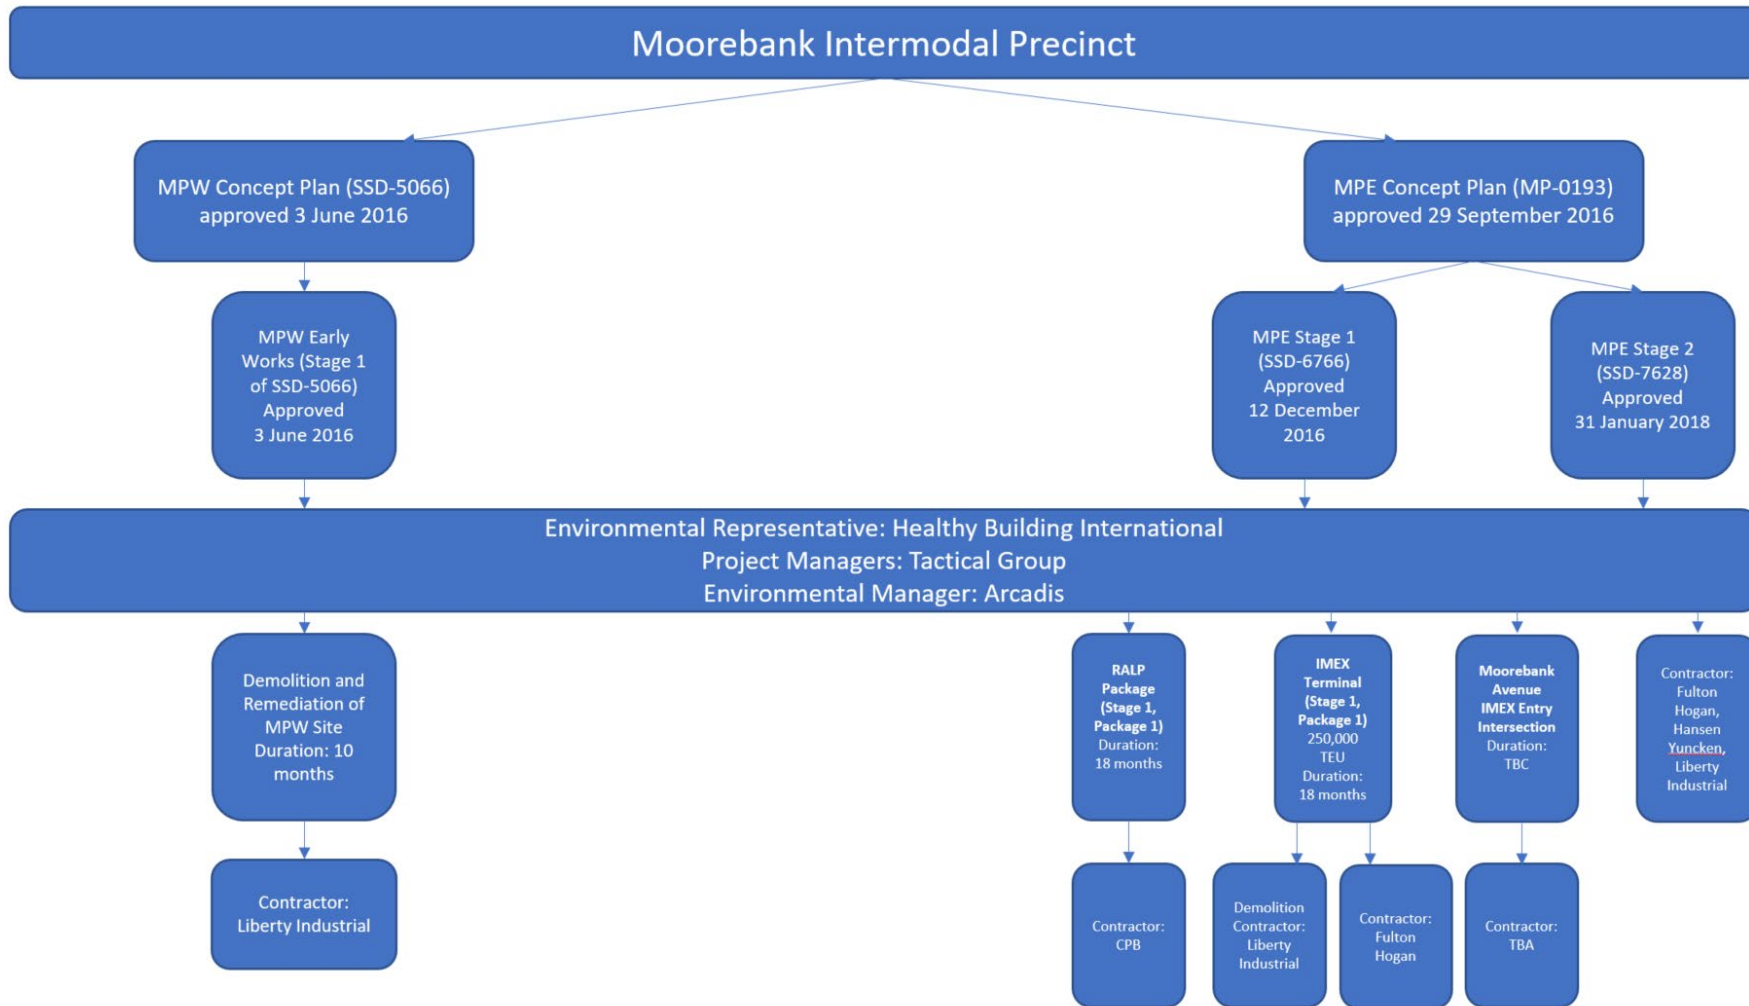 Moorebank Intermodal Precinct
MPW Concept Plan (SSD-5066)
approved 3 June 2016
MPE Concept Plan (MP-0193)
approved 29 September 2016
MPW Early
Works (Stage 1
of SSD-5066)
Approved
3 June 2016
MPE Stage 1
(SSD-6766)
Approved
12 December
2016
MPE Stage 2
(SSD-7628)
Approved
31 January 2018
Environmental Representative: Healthy Building International
Project Managers: Tactical Group
Environmental Manager: Arcadis
Demolition and
Remediation of
MPW Site
Duration: 10
months
RALP
Package
(Stage 1,
Package 1)
Duration:
18 months
IMEX
Terminal
(Stage 1,
Package 1)
250,000
TEU
Duration:
18 months
Moorebank
Avenue
IMEX Entry
Intersection
Duration:
TBC
Contractor:
Fulton
Hogan,
Hansen
Yuncken,
Liberty
Industrial
Contractor:
Liberty Industrial
Contractor:
CPB
Demolition
Contractor:
Liberty
Industrial
Contractor:
Fulton
Hogan
Contractor:
TBA